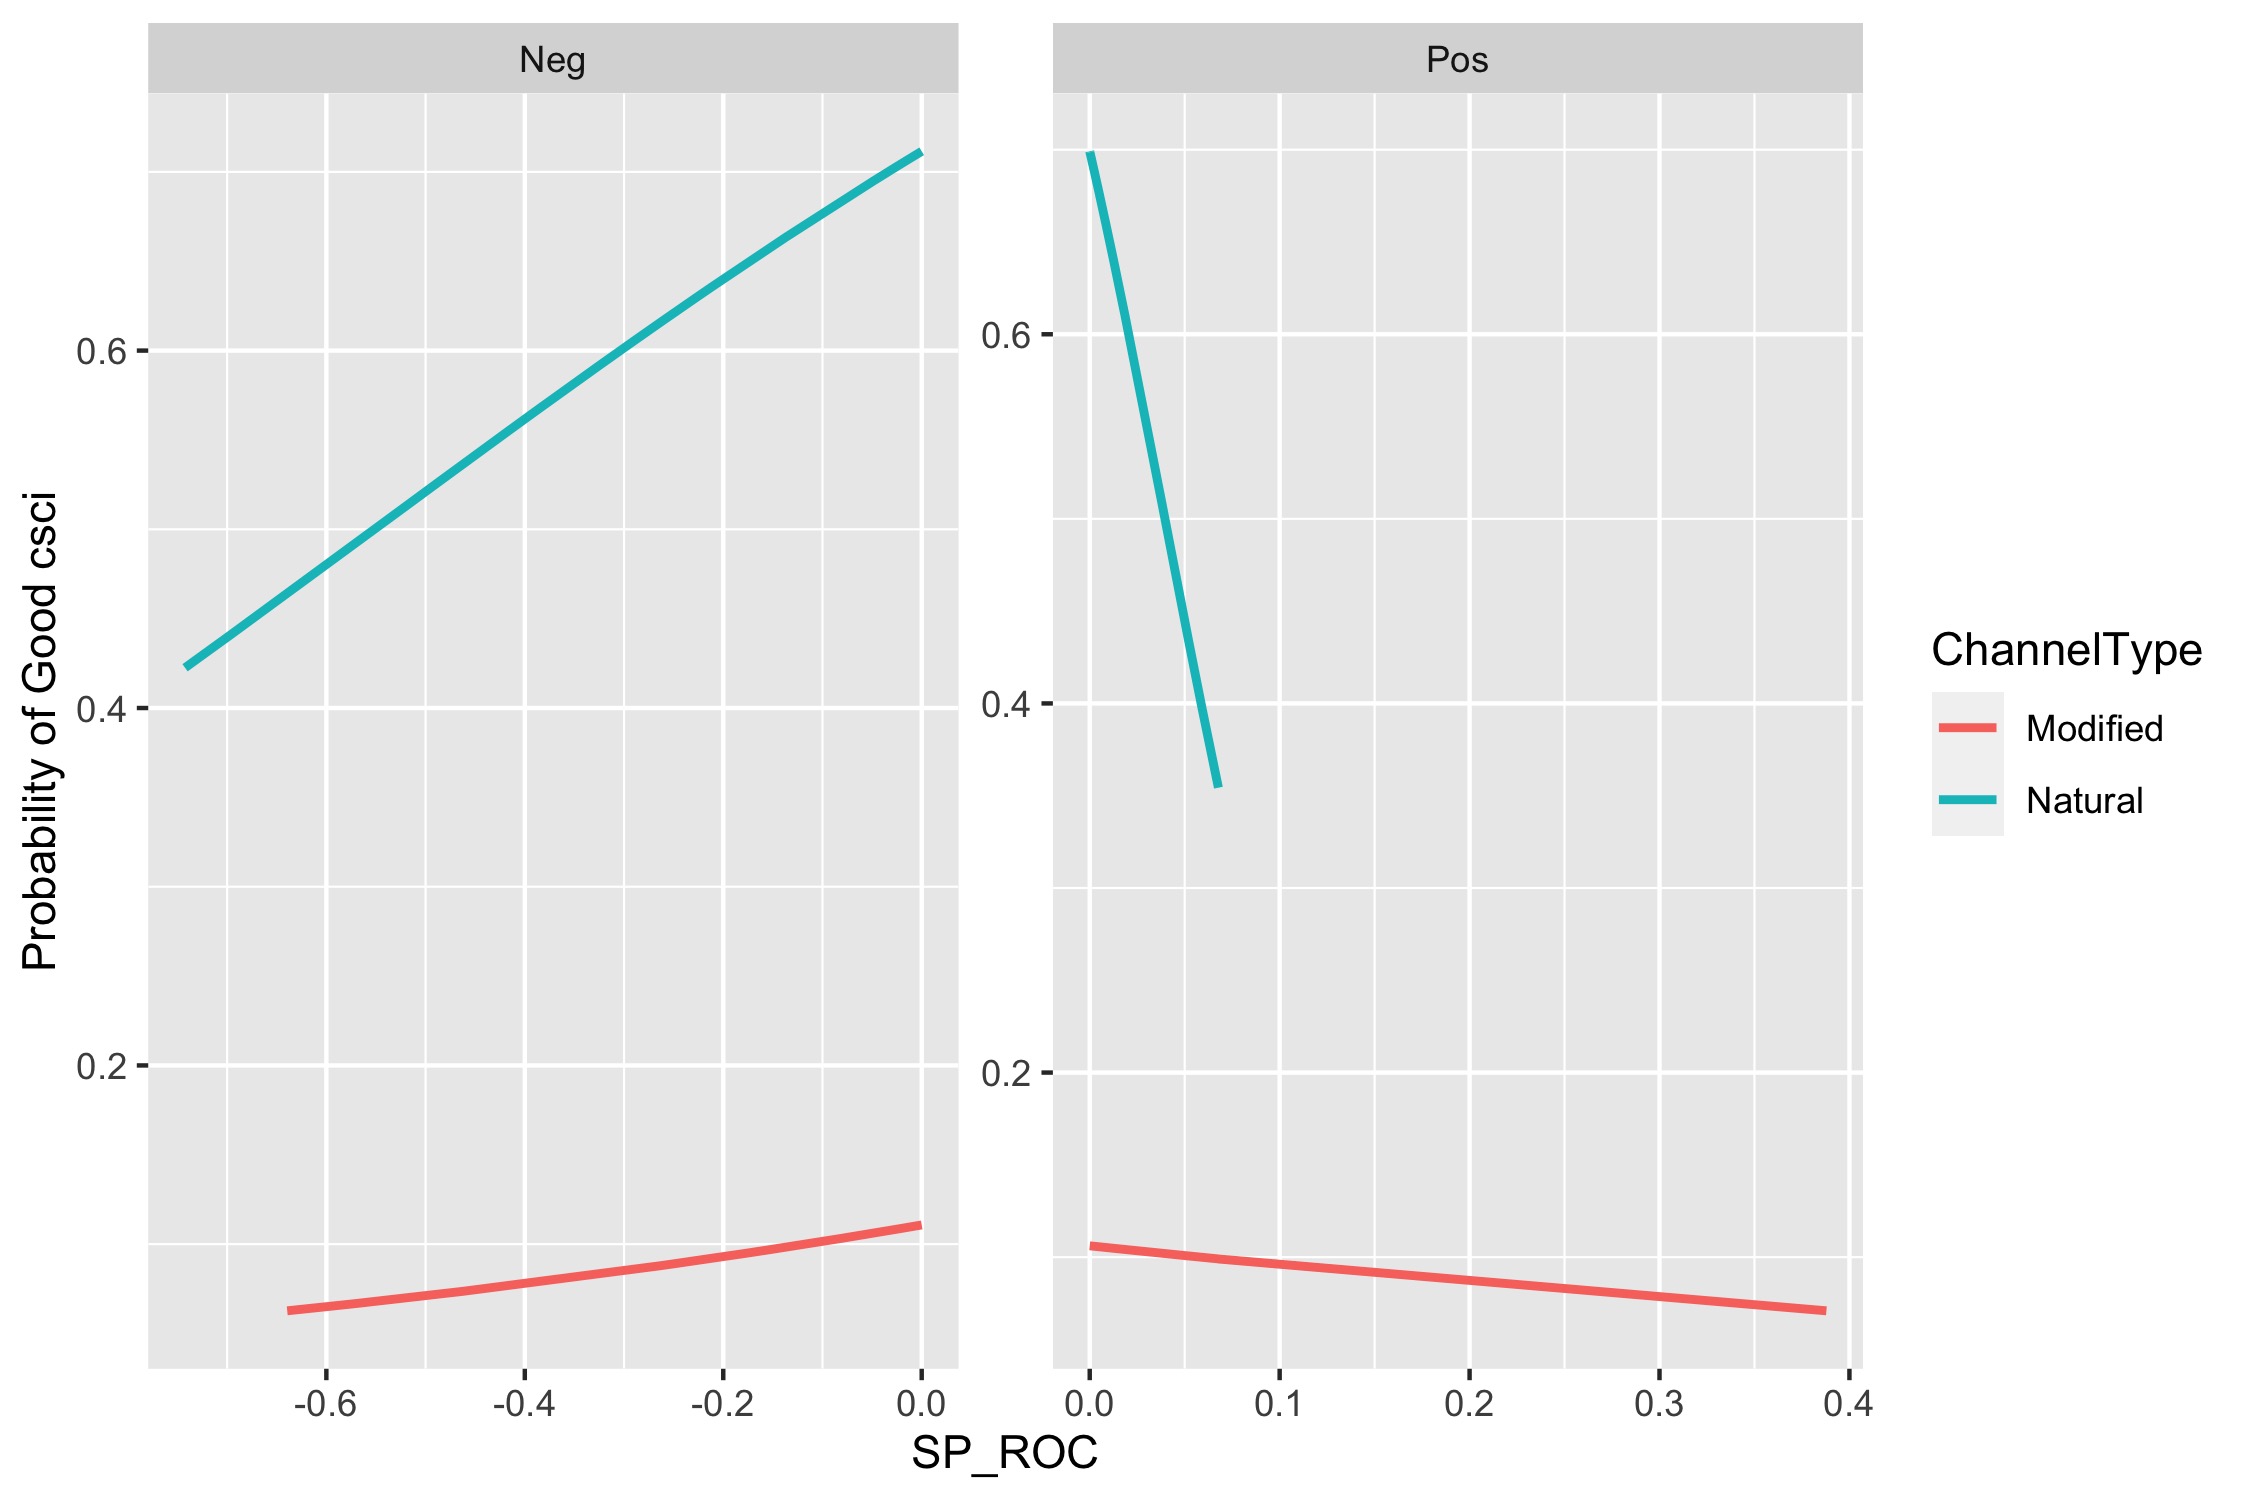 Neg
Pos
Probability of Good csci
0.6
0.4
0.2
0.6
0.4
0.2
-0.6 -0.4 -0.2 0.0
0.0 0.1 0.2 0.3 0.4
SP_ROC
ChannelType
Modified
Natural